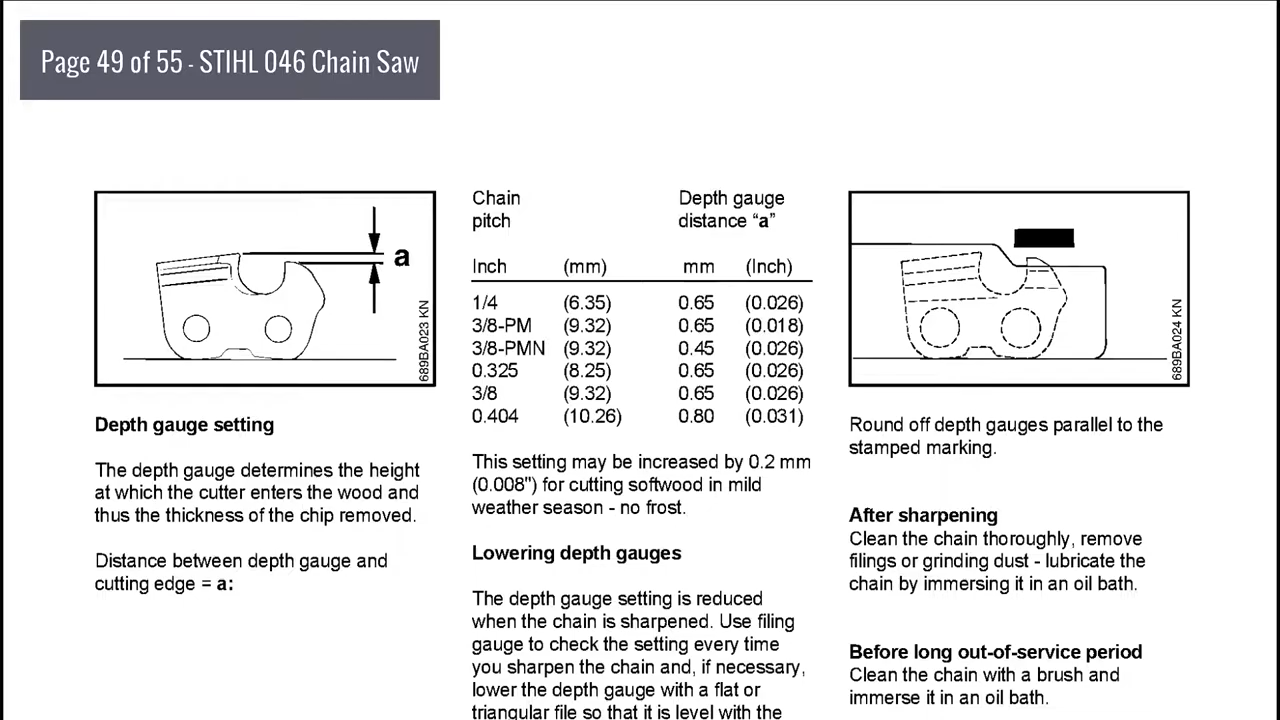 Page 49 of 55 - STIHL 046 Chain Saw
a
689BA023 KN
Depth gauge setting
The depth gauge determines the height
at which the cutter enters the wood and
thus the thickness of the chip removed.
Distance between depth gauge and
cutting edge = a:
Chain Depth gauge
pitch distance “a”
Inch (mm) mm (Inch)
1/4 (6.35) 0.65 (0.026)
3/8-PM (9.32) 0.65 (0.018)
3/8-PMN (9.32) 0.45 (0.026)
0.325 (8.25) 0.65 (0.026)
3/8 (9.32) 0.65 (0.026)
0.404 (10.26) 0.80 (0.031)
This setting may be increased by 0.2 mm
(0.008") for cutting softwood in mild
weather season - no frost.
Lowering depth gauges
The depth gauge setting is reduced
when the chain is sharpened. Use filing
gauge to check the setting every time
you sharpen the chain and, if necessary,
lower the depth gauge with a flat or
triangular file so that it is level with the
689BA024 KN
Round off depth gauges parallel to the
stamped marking.
After sharpening
Clean the chain thoroughly, remove
filings or grinding dust - lubricate the
chain by immersing it in an oil bath.
Before long out-of-service period
Clean the chain with a brush and
immerse it in an oil bath.